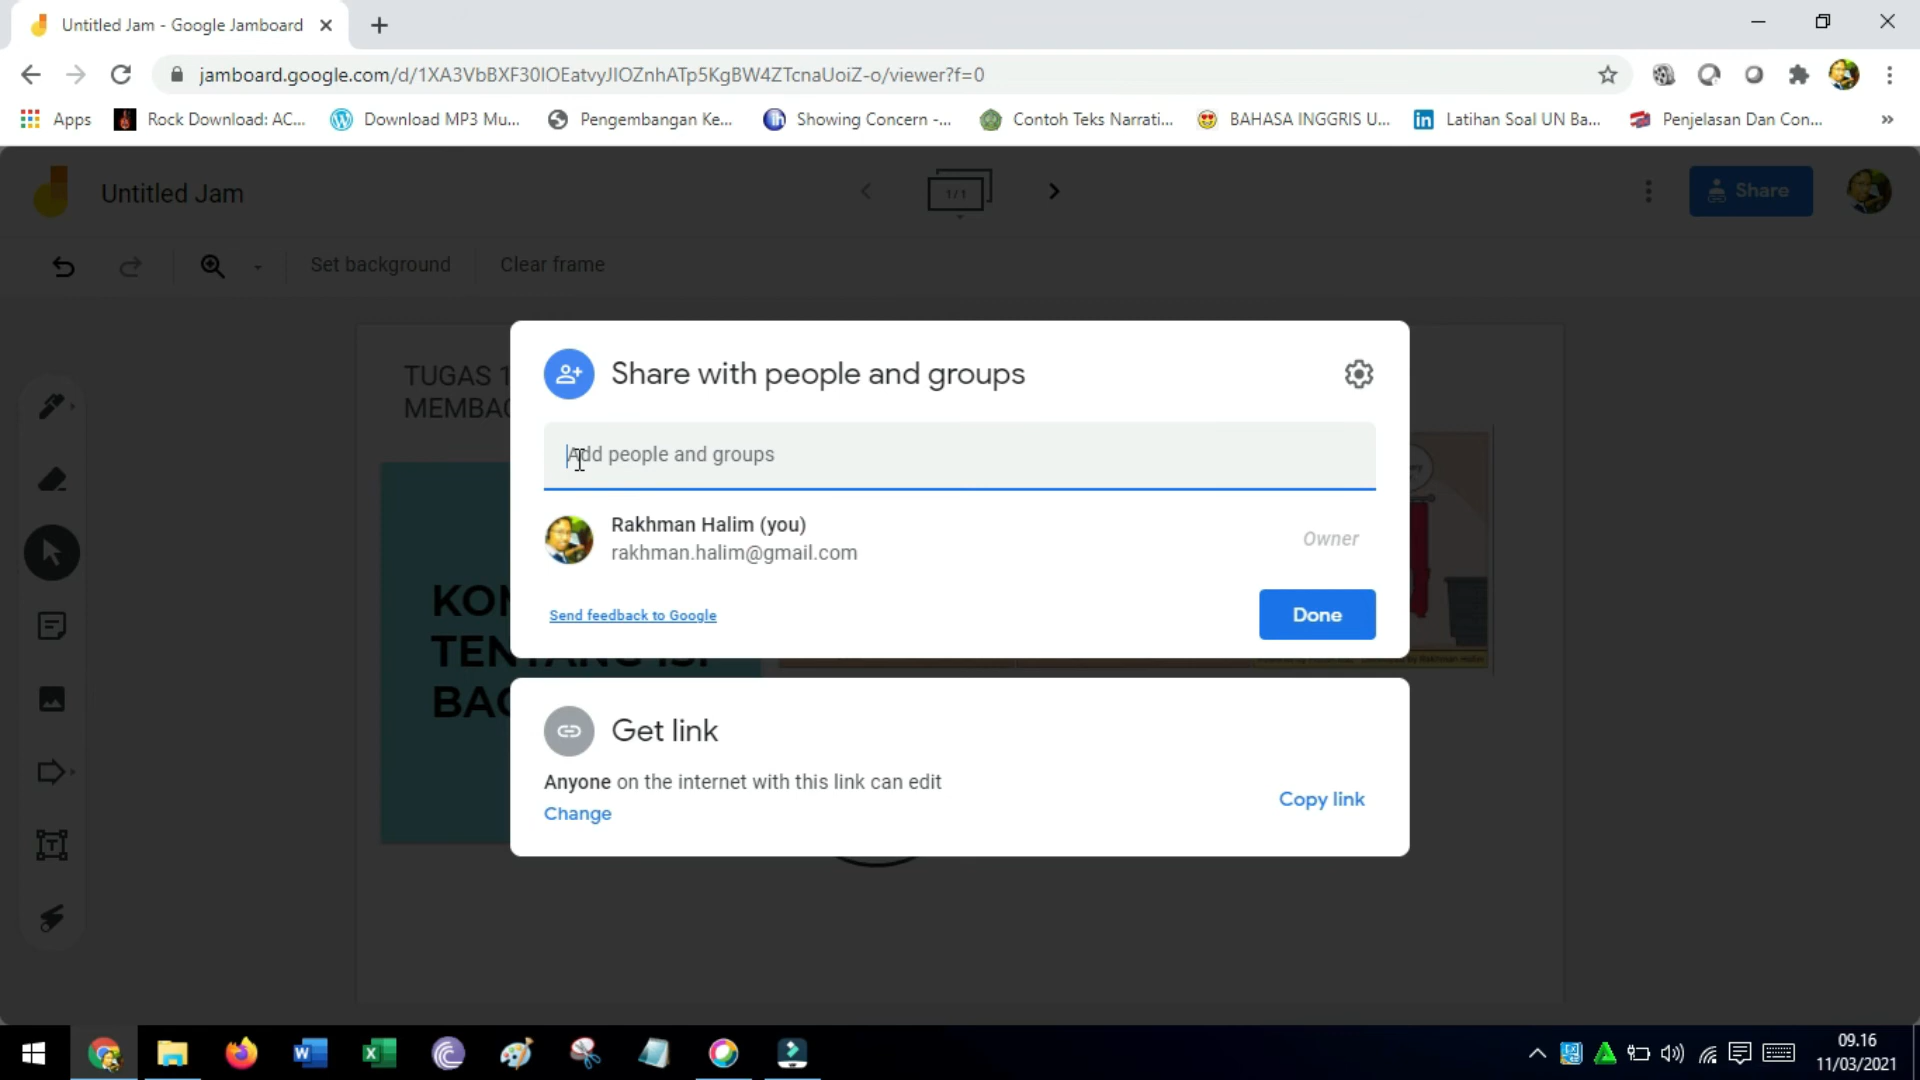 Untitled Jam - Google Jamboard
jamboard.google.com/d/1XA3VbBXF30IOEatvyJIOZnhATp5KgBW4ZTcnaUoiZ-o/viewer?f=0
Apps Rock Download: AC... Download MP3 Mu... Pengembangan Ke... Showing Concern -... Contoh Teks Narrati... BAHASA INGGRIS U... Latihan Soal UN Ba... Penjelasan Dan Con... »
Untitled Jam
1/1
Share
Set background Clear frame
TUGAS 1
Share with people and groups
Add people and groups
Rakhman Halim (you)
rakhman.halim@gmail.com
Owner
Send feedback to Google
Done
TENTANG ISI
Get link
Anyone on the internet with this link can edit
Change
Copy link
09.16
11/03/2021